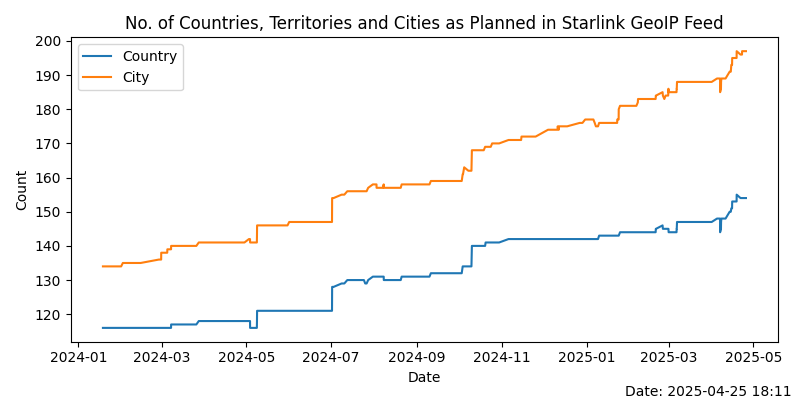 No. of Countries, Territories and Cities as Planned in Starlink GeoIP Feed
Country
City
200
190
180
170
160
150
140
130
120
Count
2024-01 2024-03 2024-05 2024-07 2024-09 2024-11 2025-01 2025-03 2025-05
Date
Date: 2025-04-25 18:11